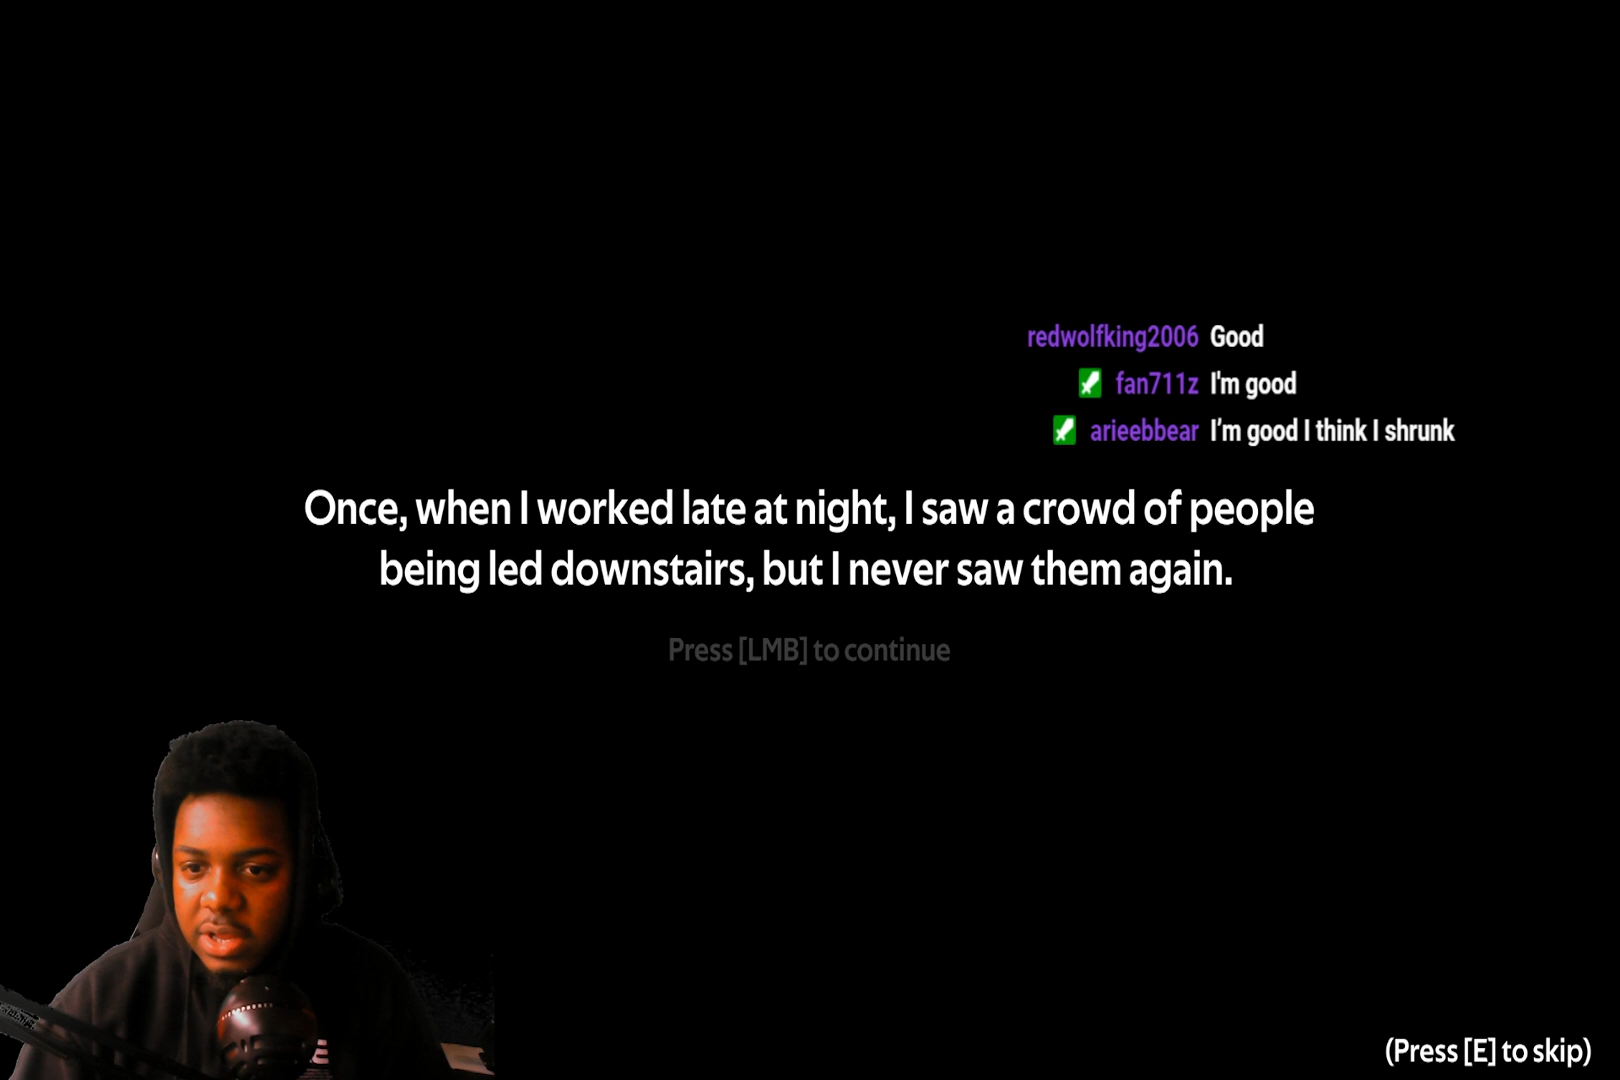 redwolfking2006 Good
fan711z I'm good
arieebbear I'm good I think I shrunk
Once, when I worked late at night, I saw a crowd of people
being led downstairs, but I never saw them again.
Press [LMB] to continue
(Press [E] to skip)